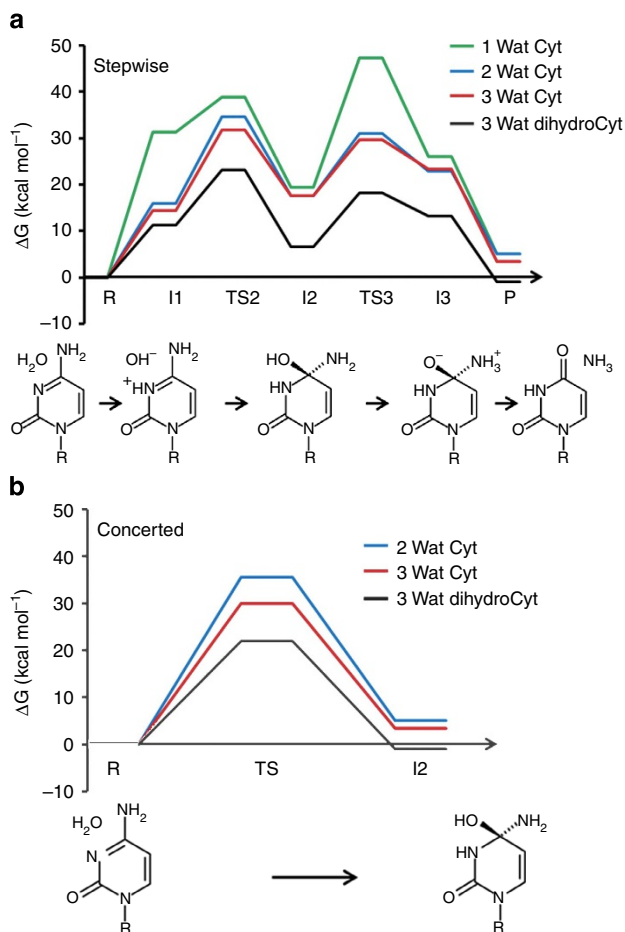 a
Stepwise
ΔG (kcal mol⁻¹)
50
40
30
20
10
0
−10
1 Wat Cyt
2 Wat Cyt
3 Wat Cyt
3 Wat dihydroCyt
R I1 TS2 I2 TS3 I3 P
H₂O NH₂ N O N R
OH⁻ NH₂ ⁺HN O N R
HO NH₂ HN O N R
O⁻ NH₃⁺ HN O N R
O NH₃ HN O N R
b
Concerted
ΔG (kcal mol⁻¹)
50
40
30
20
10
0
−10
2 Wat Cyt
3 Wat Cyt
3 Wat dihydroCyt
R TS I2
H₂O NH₂ N O N R
HO NH₂ HN O N R